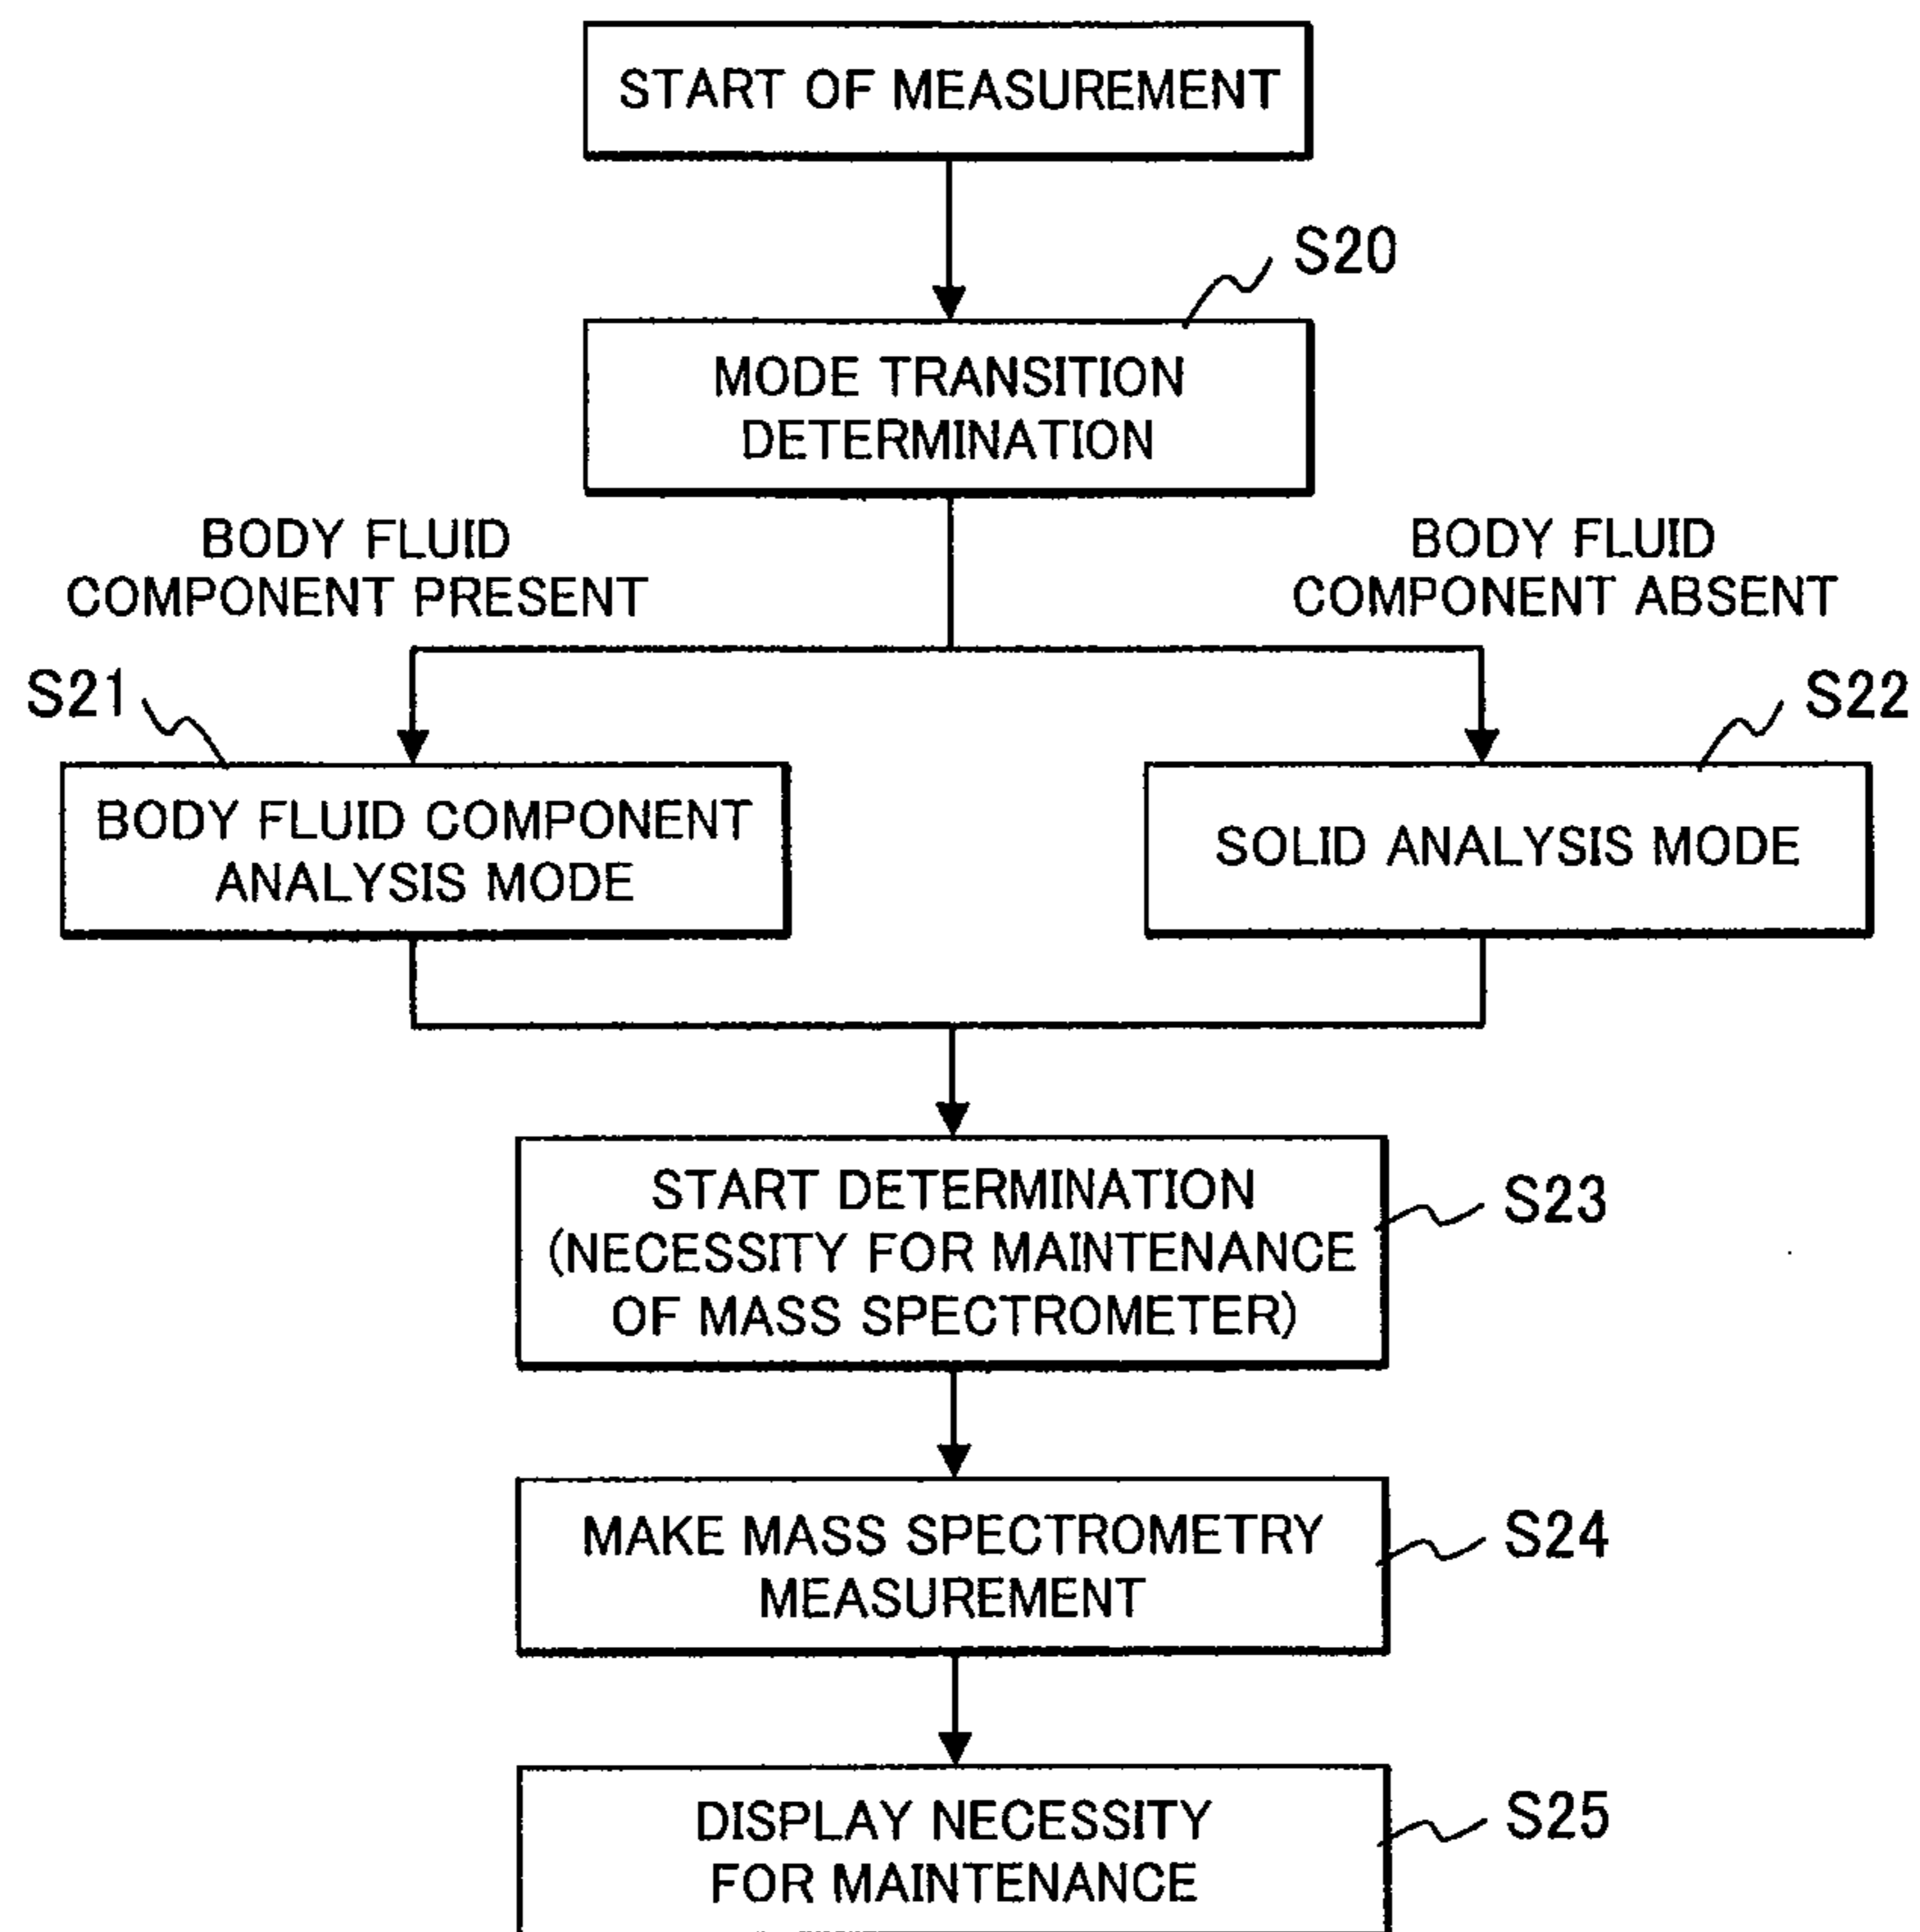 START OF MEASUREMENT
S20
MODE TRANSITION
DETERMINATION
BODY FLUID
COMPONENT PRESENT
BODY FLUID
COMPONENT ABSENT
S21
S22
BODY FLUID COMPONENT
ANALYSIS MODE
SOLID ANALYSIS MODE
START DETERMINATION
(NECESSITY FOR MAINTENANCE
OF MASS SPECTROMETER)
S23
MAKE MASS SPECTROMETRY
MEASUREMENT
S24
DISPLAY NECESSITY
FOR MAINTENANCE
S25